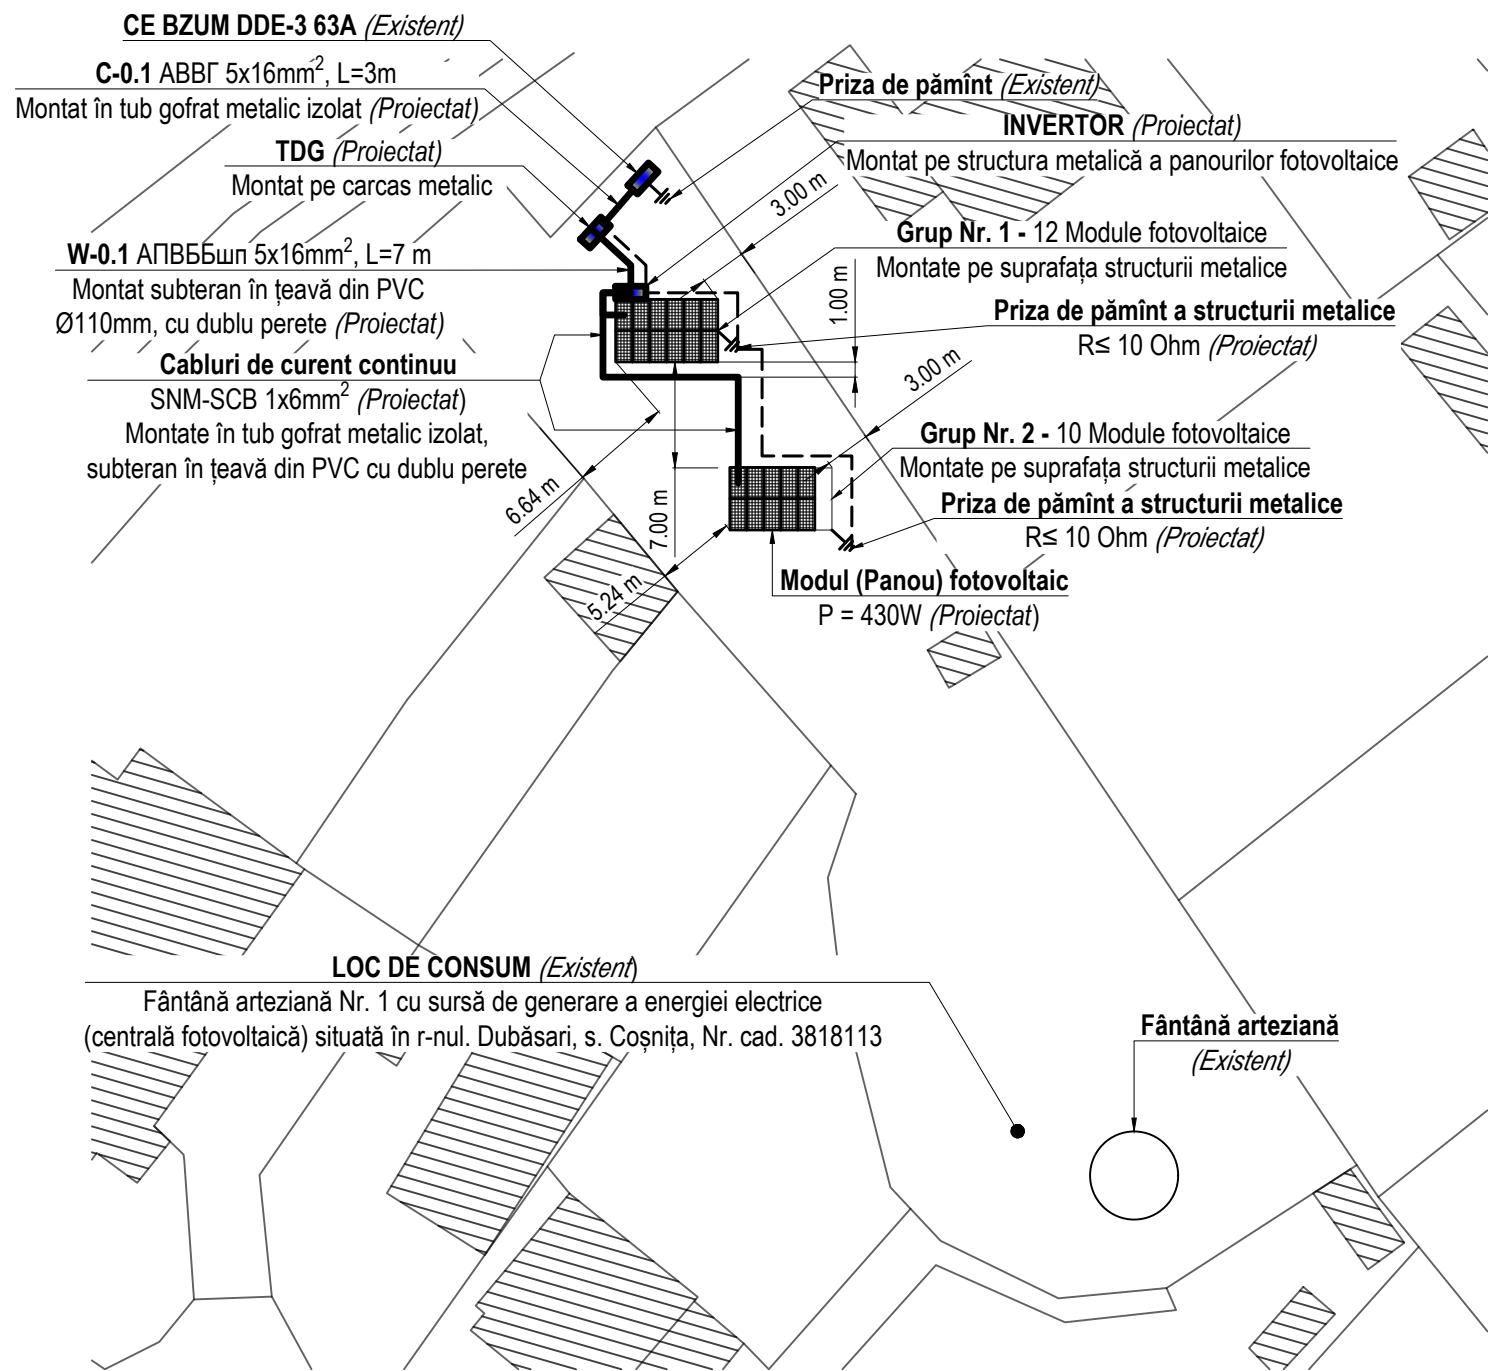 CE BZUM DDE-3 63A (Existent)
C-0.1 АВВГ 5x16mm², L=3m
Montat în tub gofrat metalic izolat (Proiectat)
TDG (Proiectat)
Montat pe carcas metalic
W-0.1 АПВББшп 5x16mm², L=7 m
Montat subteran în țeavă din PVC
Ø110mm, cu dublu perete (Proiectat)
Cabluri de curent continuu
SNM-SCB 1x6mm² (Proiectat)
Montate în tub gofrat metalic izolat,
subteran în țeavă din PVC cu dublu perete
Priza de pămînt (Existent)
INVERTOR (Proiectat)
Montat pe structura metalică a panourilor fotovoltaice
3.00 m
Grup Nr. 1 - 12 Module fotovoltaice
Montate pe suprafața structurii metalice
1.00 m
Priza de pămînt a structurii metalice
R≤ 10 Ohm (Proiectat)
3.00 m
Grup Nr. 2 - 10 Module fotovoltaice
Montate pe suprafața structurii metalice
6.64 m
7.00 m
Priza de pămînt a structurii metalice
R≤ 10 Ohm (Proiectat)
5.24 m
Modul (Panou) fotovoltaic
P = 430W (Proiectat)
LOC DE CONSUM (Existent)
Fântână arteziană Nr. 1 cu sursă de generare a energiei electrice
(centrală fotovoltaică) situată în r-nul. Dubăsari, s. Coșnița, Nr. cad. 3818113
Fântână arteziană
(Existent)